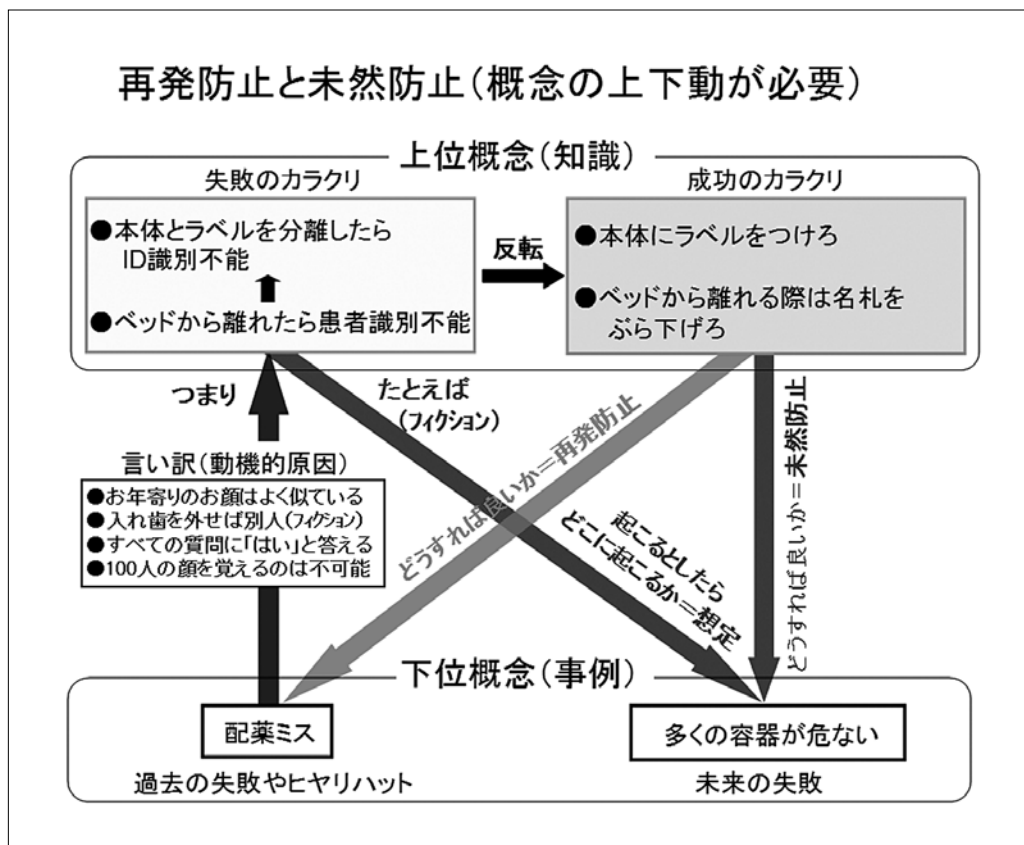 再発防止と未然防止(概念の上下動が必要)
上位概念(知識)
失敗のカラクリ
●本体とラベルを分離したら
ID識別不能
●ベッドから離れたら患者識別不能
反転
成功のカラクリ
●本体にラベルをつけろ
●ベッドから離れる際は名札を
ぶら下げろ
つまり
たとえば
(フィクション)
言い訳(動機的原因)
●お年寄りのお顔はよく似ている
●入れ歯を外せば別人(フィクション)
●すべての質問に「はい」と答える
●100人の顔を覚えるのは不可能
どうすれば良いか=再発防止
起こるとしたら
どこに起こるか=想定
どうすれば良いか=未然防止
下位概念(事例)
配薬ミス
過去の失敗やヒヤリハット
多くの容器が危ない
未来の失敗